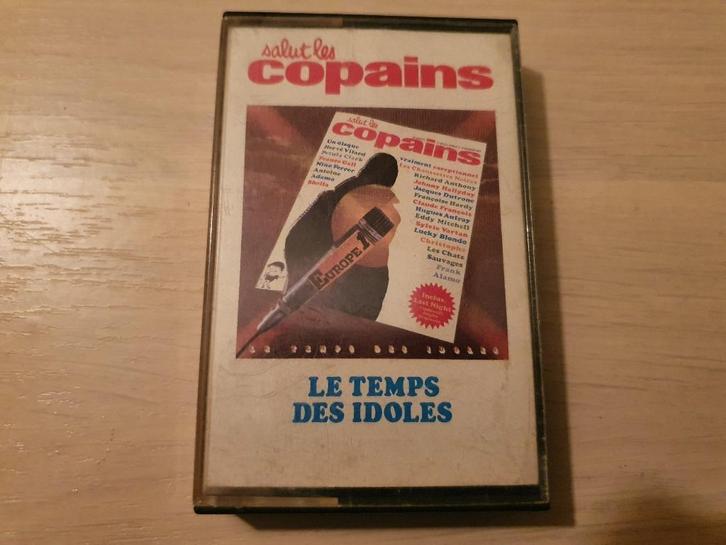 salut les
copains
salut les
copains
Un disque
Hervé Vilard
Petula Clark
France Gall
Nino Ferrer
Antoine
Adamo
Sheila
vraiment exceptionnel
Les Chaussettes Noires
Richard Anthony
Johnny Hallyday
Jacques Dutronc
Françoise Hardy
Claude François
Hugues Aufray
Eddy Mitchell
Sylvie Vartan
Lucky Blondo
Christophe
Les Chats
Sauvages
Frank
Alamo
Inclus
Last Night
EUROPE 1
LE TEMPS DES IDOLES
LE TEMPS
DES IDOLES